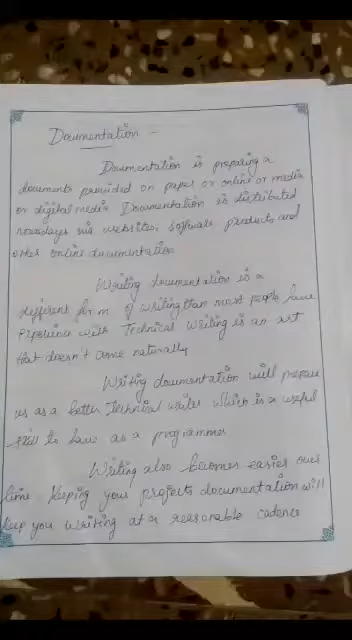 Documentation -
Documentation is preparing a
documents provided on paper or online or media
or digital media Documentation is distributed
nowadays via websites, software products and
other online documentation
Writing documentation is a
different form of writing than most people have
experience with Technical writing is an art
that doesn't come naturally
Writing documentation will prepare
us as a better Technical writer which is a useful
skill to have as a programmer
Writing also becomes easier over
time keeping your projects documentation will
keep you writing at a reasonable cadence